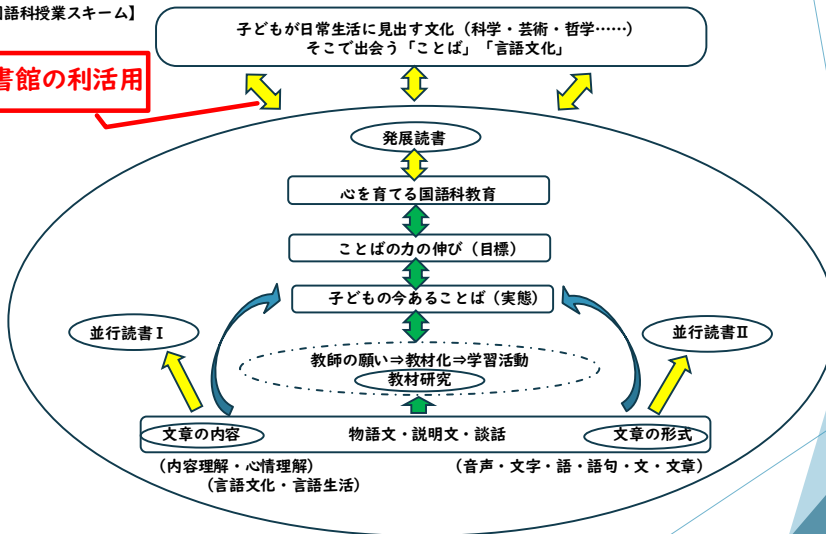 語科授業スキーム】
子どもが日常生活に見出す文化（科学・芸術・哲学……）
そこで出会う「ことば」「言語文化」
書館の利活用
発展読書
心を育てる国語科教育
ことばの力の伸び（目標）
子どもの今あることば（実態）
並行読書Ⅰ
並行読書Ⅱ
教師の願い⇒教材化⇒学習活動
教材研究
文章の内容
物語文・説明文・談話
文章の形式
（内容理解・心情理解）
（言語文化・言語生活）
（音声・文字・語・語句・文・文章）